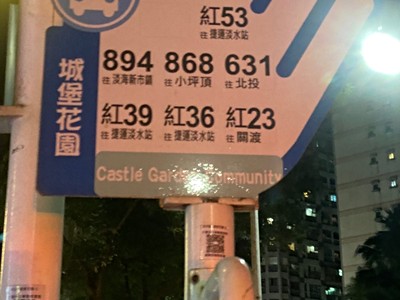 紅53
往 捷運淡水站
894 868 631
往 淡海新市鎮 往 小坪頂 往 北投
紅39 紅36 紅23
往 捷運淡水站 往 捷運淡水站 往 關渡
城堡花園
Castle Garden Community